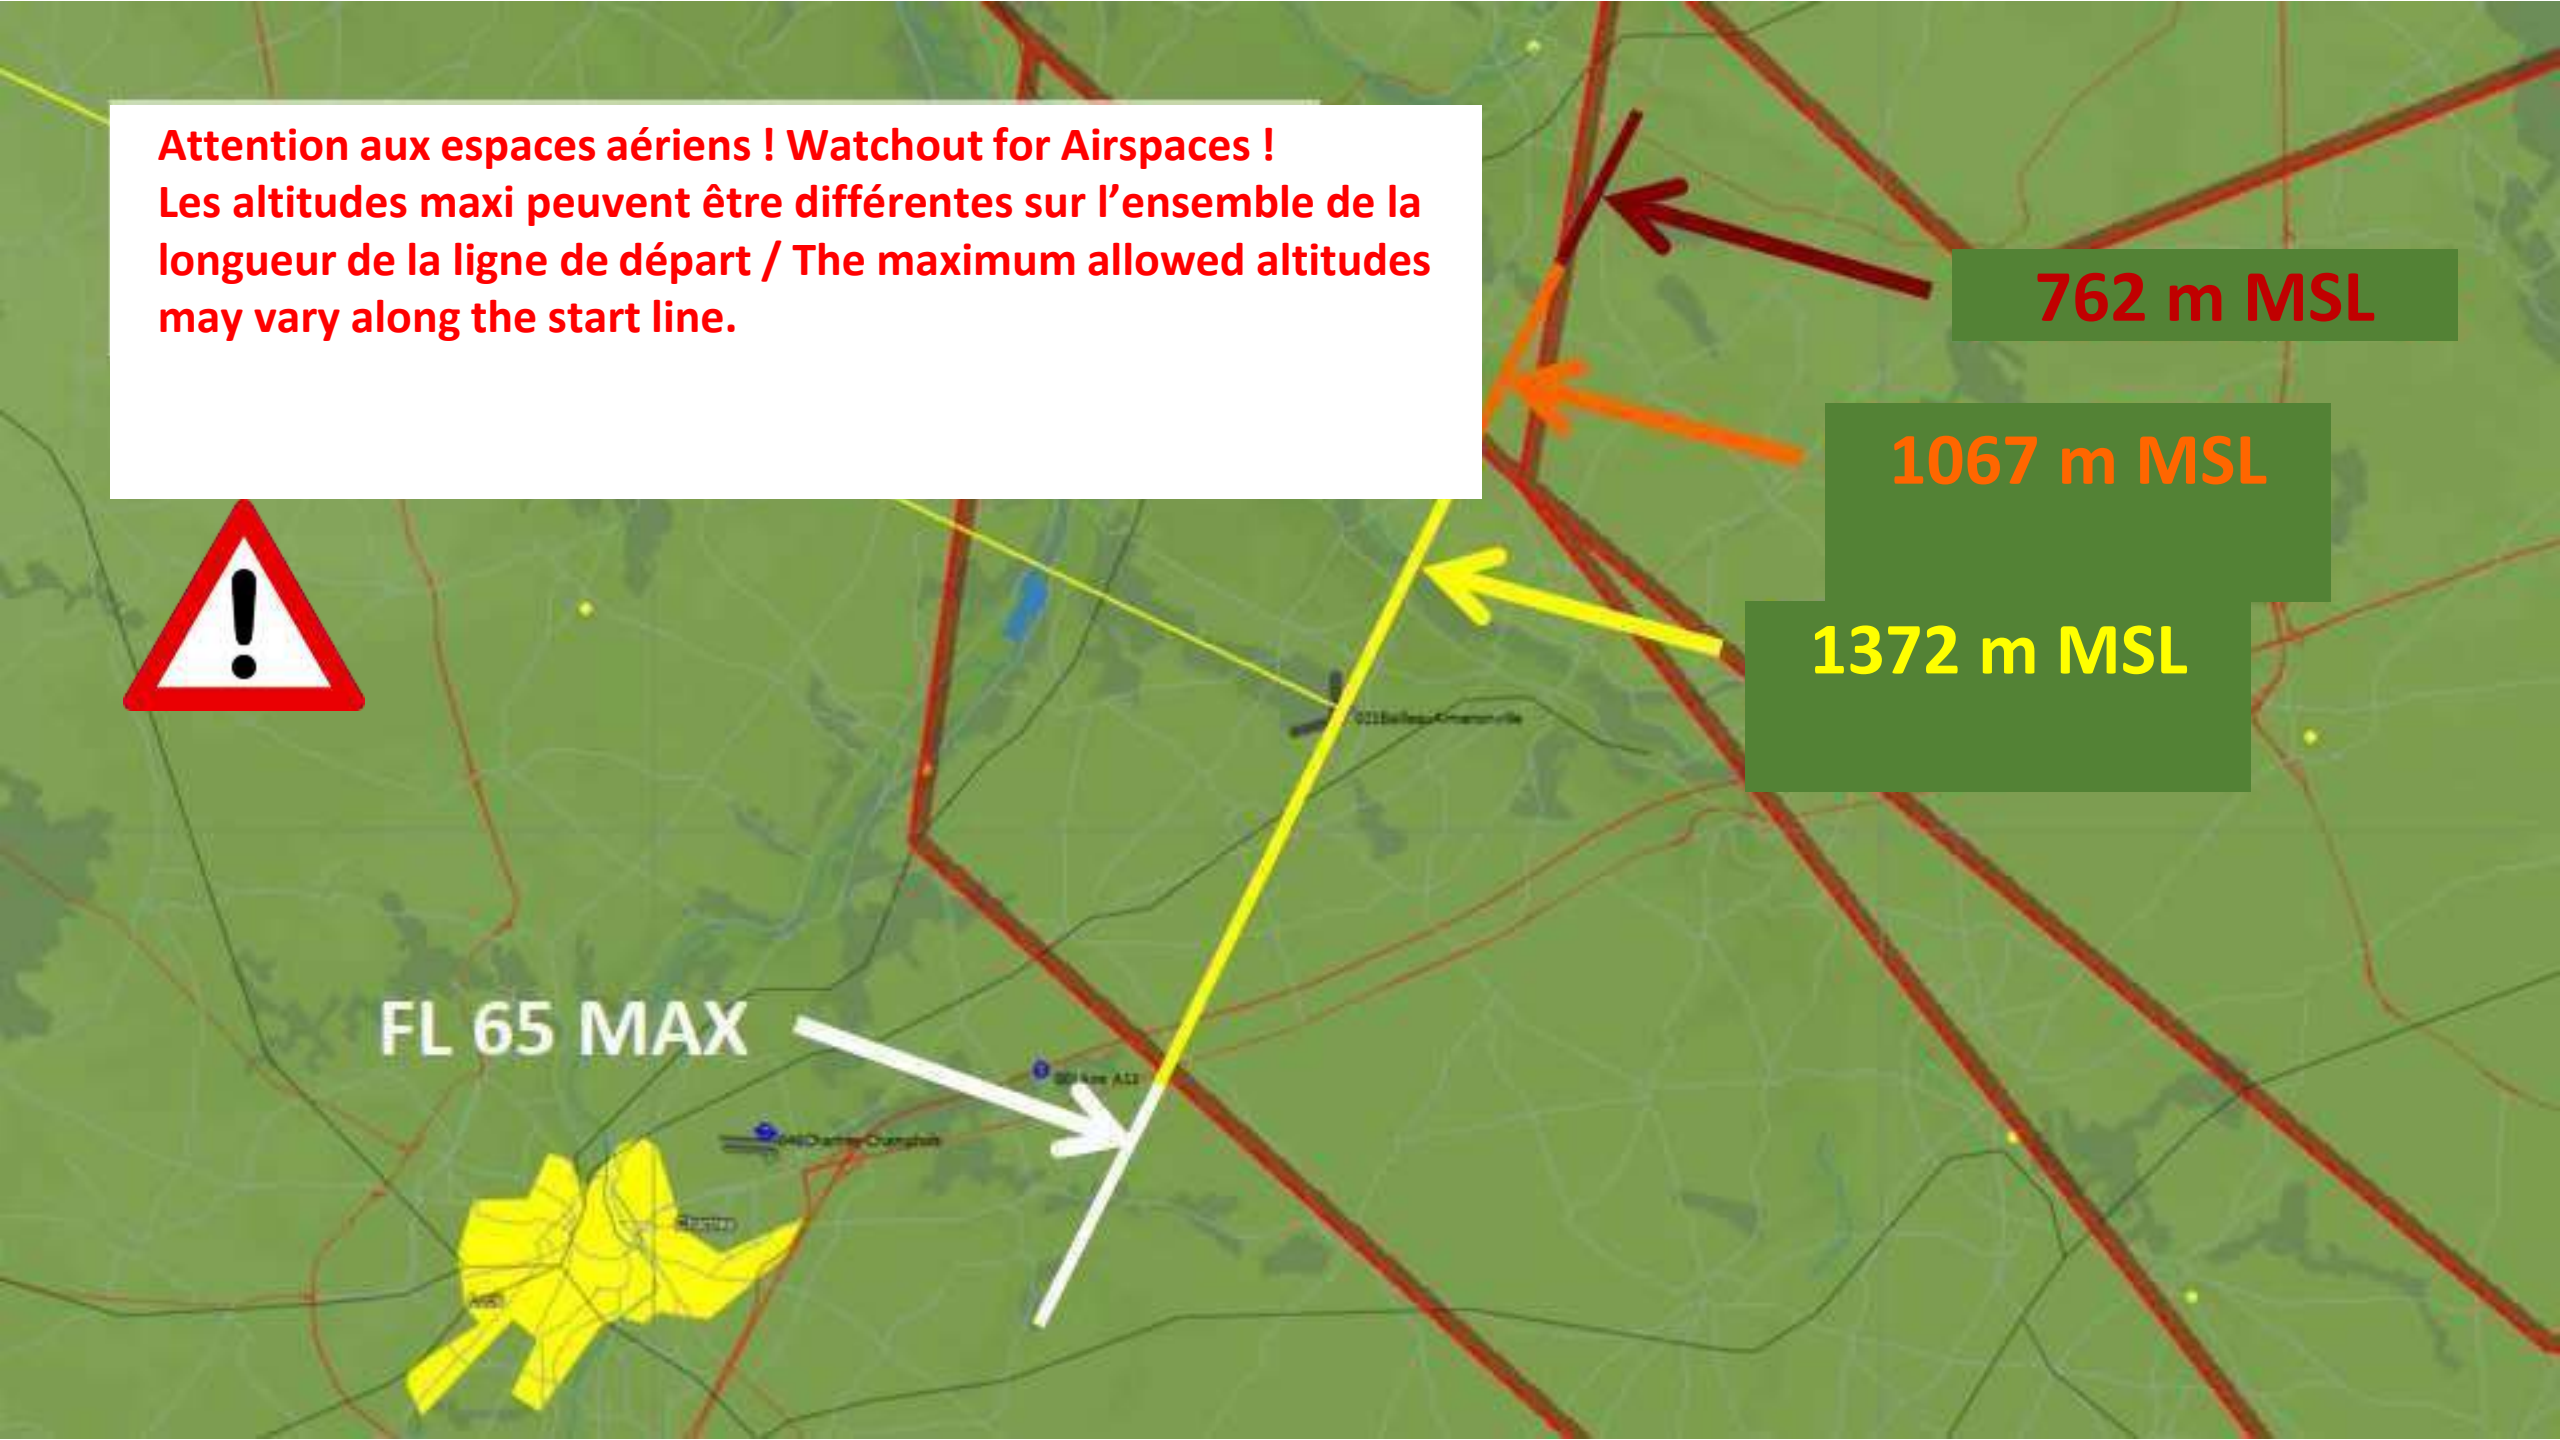 Attention aux espaces aériens ! Watchout for Airspaces !
Les altitudes maxi peuvent être différentes sur l’ensemble de la
longueur de la ligne de départ / The maximum allowed altitudes
may vary along the start line.
762 m MSL
1067 m MSL
1372 m MSL
FL 65 MAX